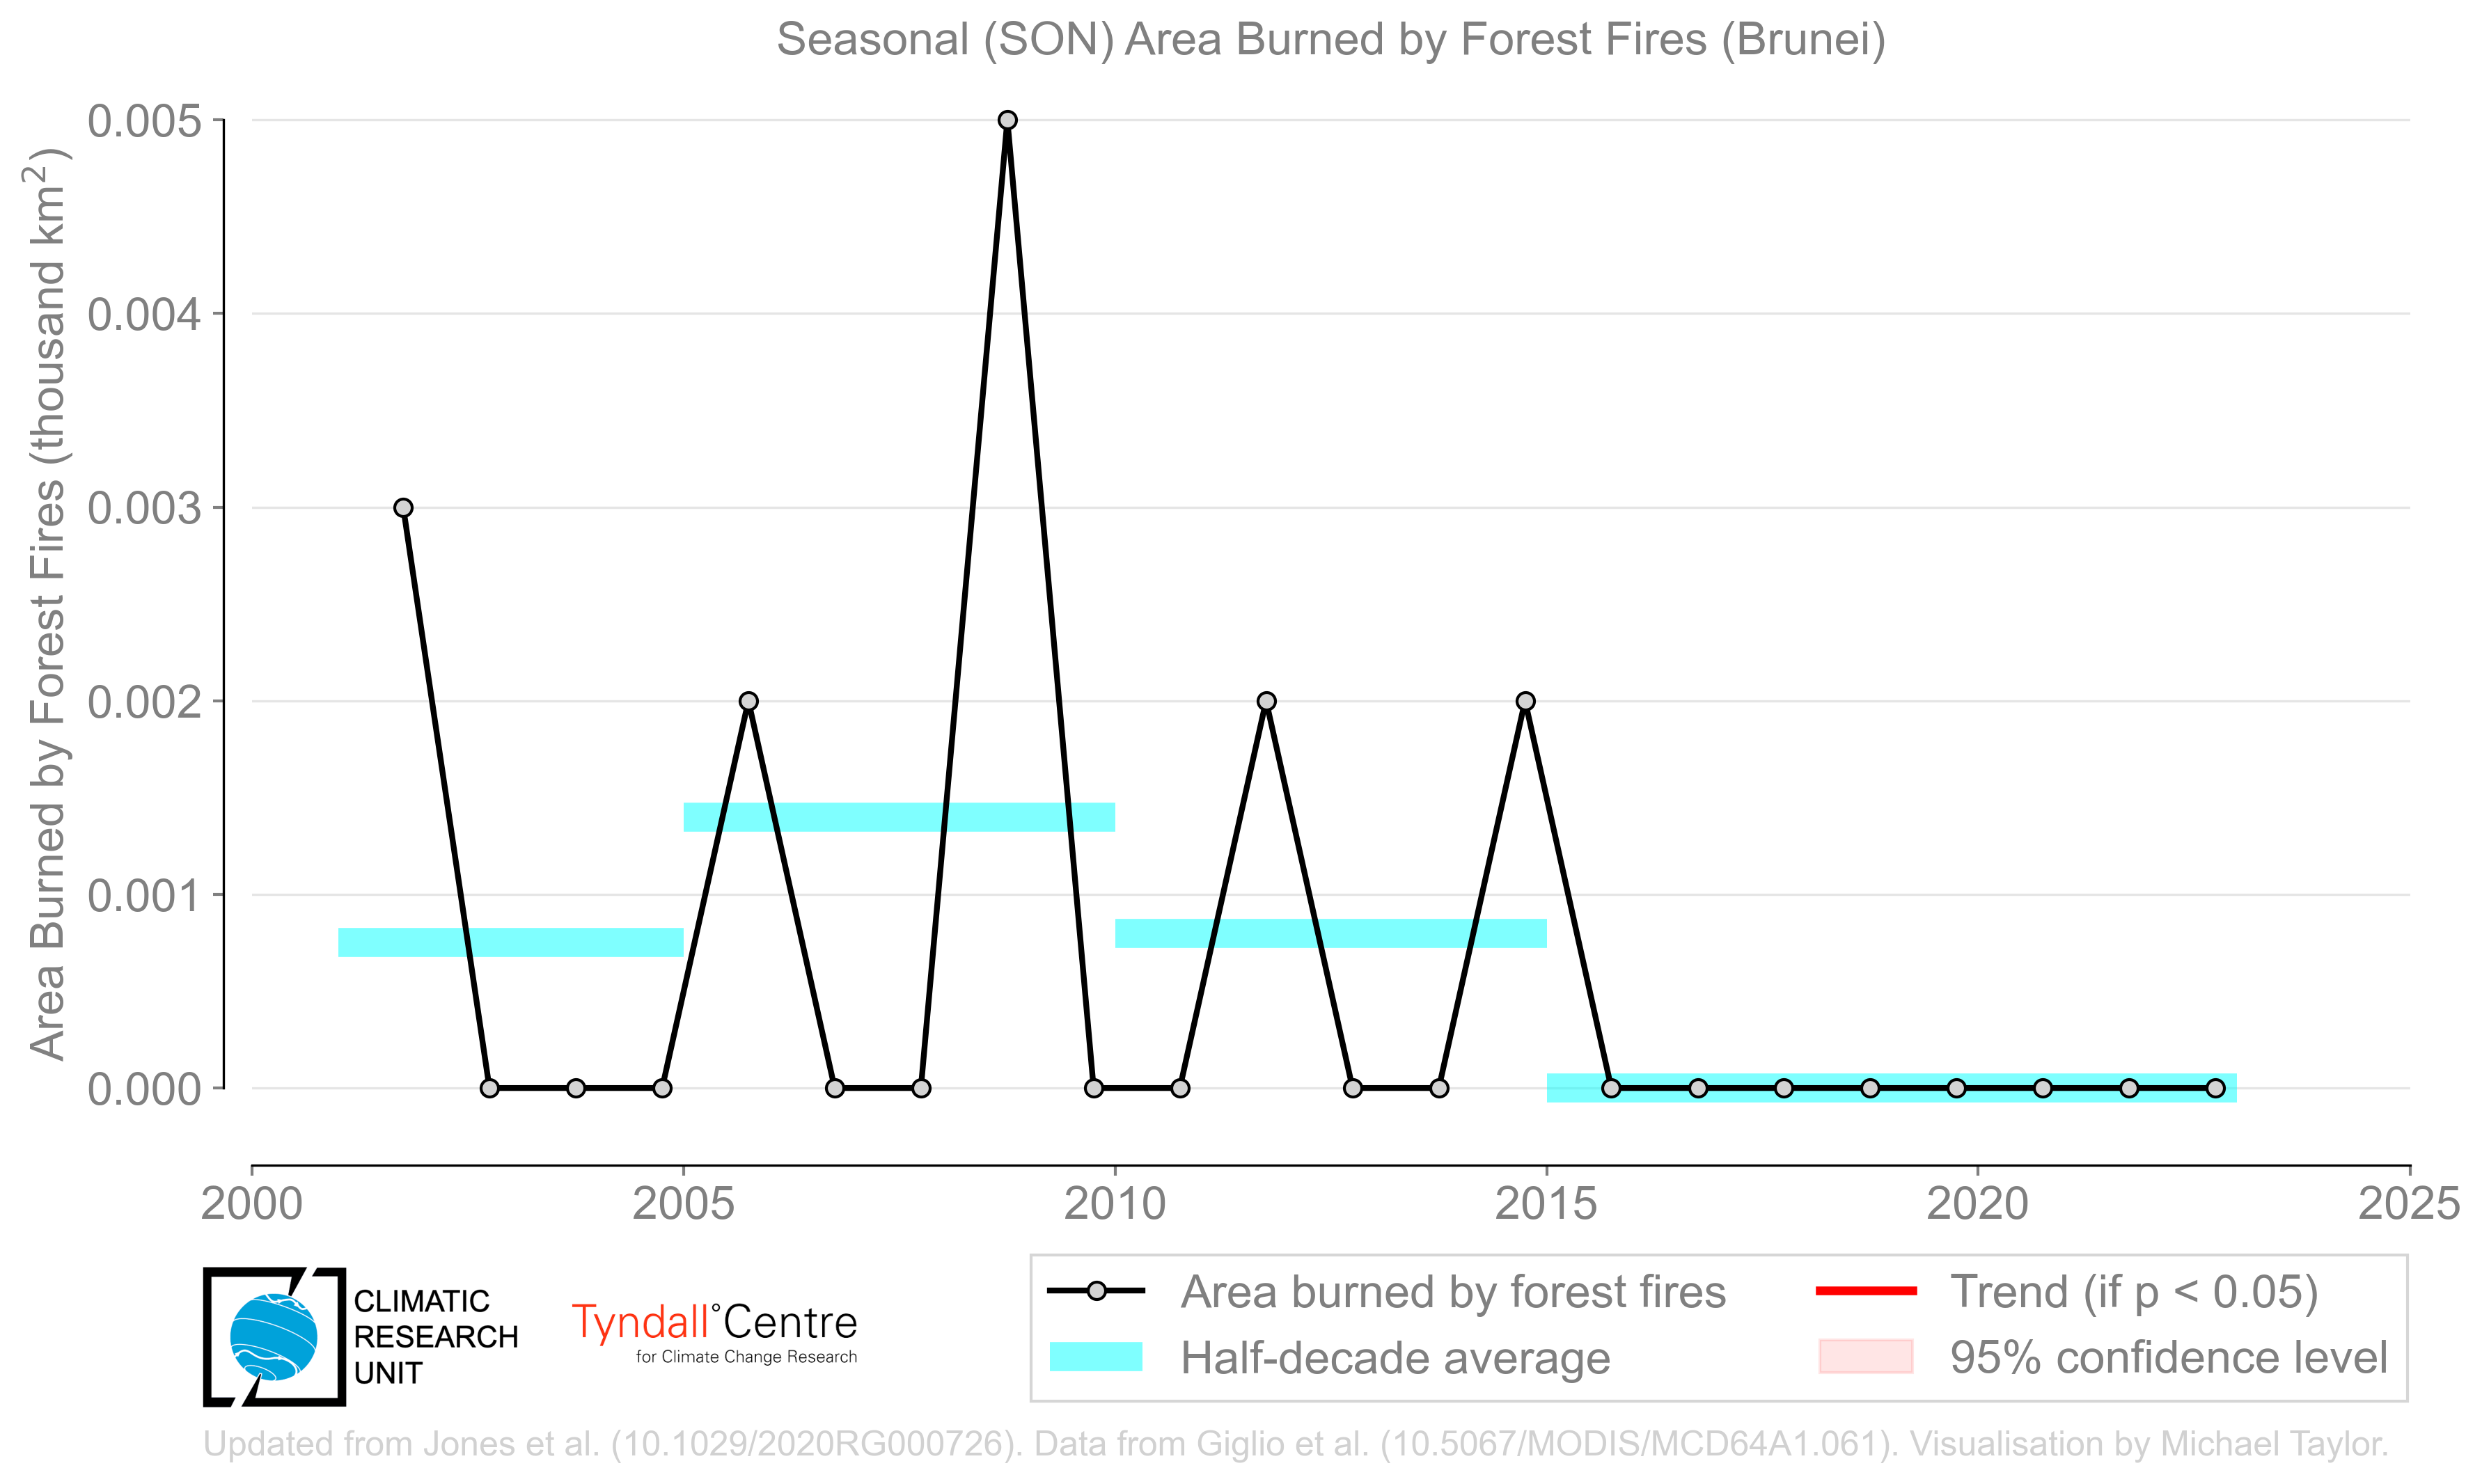 Seasonal (SON) Area Burned by Forest Fires (Brunei)
Area Burned by Forest Fires (thousand km²)
0.005
0.004
0.003
0.002
0.001
0.000
2000 2005 2010 2015 2020 2025
CLIMATIC
RESEARCH
UNIT
Tyndall°Centre
for Climate Change Research
Area burned by forest fires
Half-decade average
Trend (if p < 0.05)
95% confidence level
Updated from Jones et al. (10.1029/2020RG000726). Data from Giglio et al. (10.5067/MODIS/MCD64A1.061). Visualisation by Michael Taylor.